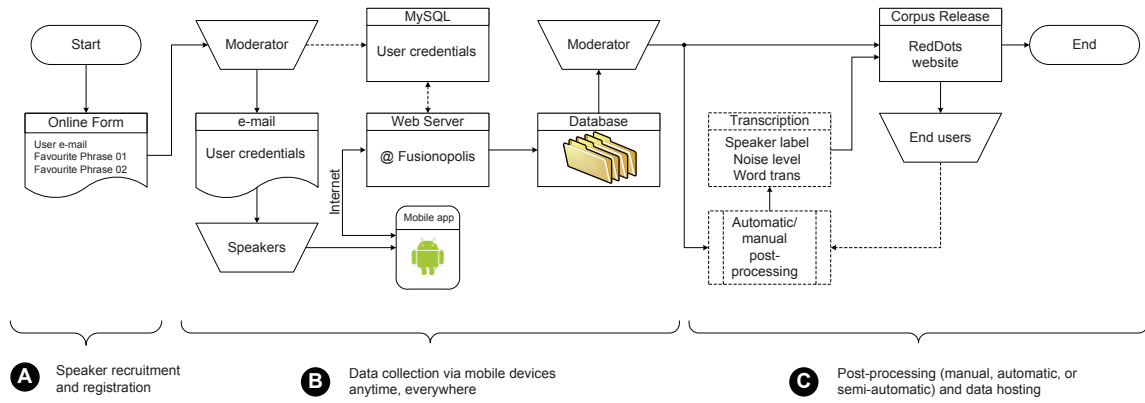 Start
Online Form
User e-mail
Favourite Phrase 01
Favourite Phrase 02
Moderator
e-mail
User credentials
Speakers
MySQL
User credentials
Web Server
@ Fusionopolis
Internet
Mobile app
Moderator
Database
Transcription
Speaker label
Noise level
Word trans
Automatic/
manual
post-
processing
Corpus Release
RedDots
website
End users
End
A
Speaker recruitment
and registration
B
Data collection via mobile devices
anytime, everywhere
C
Post-processing (manual, automatic, or
semi-automatic) and data hosting